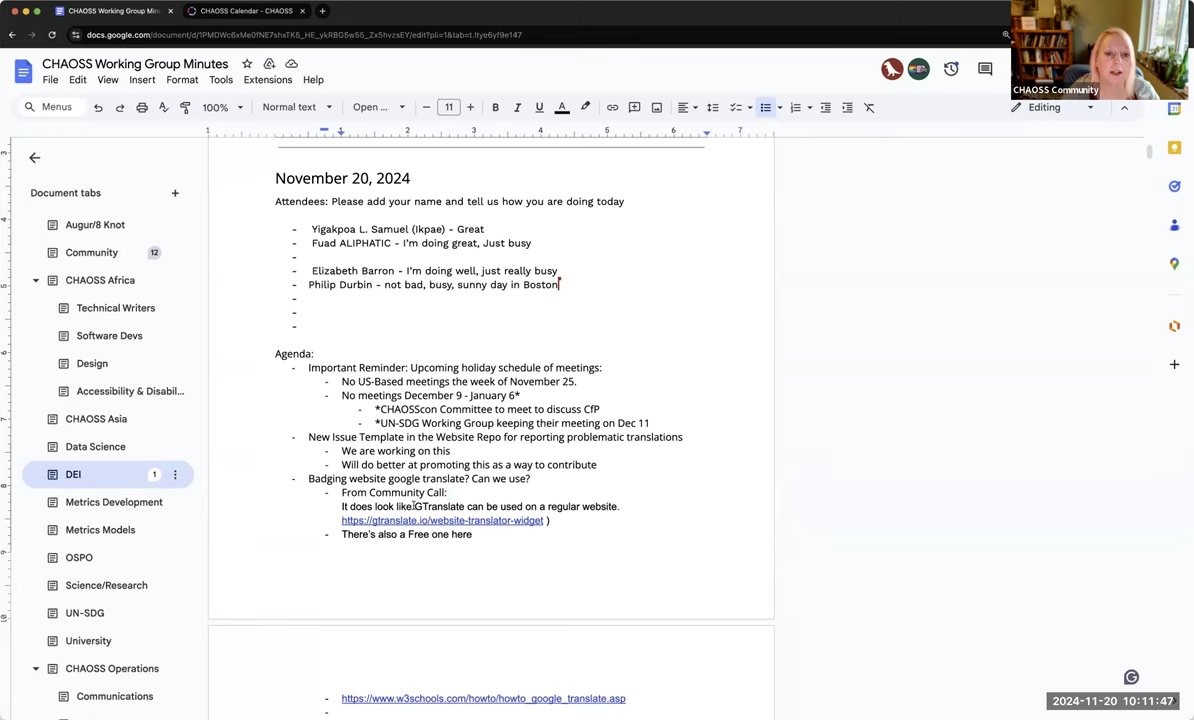 CHAOSS Working Group Min
CHAOSS Calendar - CHAOSS
docs.google.com/document/d/1PMDWc6xMe0fNE7shxTK5_HE_ykRBG5w55_Zx5hvzsEY/edit?pli=1&tab=t.ltye6yf9e147
CHAOSS Working Group Minutes
File Edit View Insert Format Tools Extensions Help
CHAOSS Community
Menus 100% Normal text Open ... 11 Editing
1 1 2 3 4 5 6 7
Document tabs
Augur/8 Knot
Community 12
CHAOSS Africa
Technical Writers
Software Devs
Design
Accessibility & Disabil...
CHAOSS Asia
Data Science
DEI 1
Metrics Development
Metrics Models
OSPO
Science/Research
UN-SDG
University
CHAOSS Operations
Communications
November 20, 2024
Attendees: Please add your name and tell us how you are doing today
- Yigakpoa L. Samuel (Ikpae) - Great
- Fuad ALIPHATIC - I'm doing great, Just busy
-
- Elizabeth Barron - I'm doing well, just really busy
- Philip Durbin - not bad, busy, sunny day in Boston
-
-
-
Agenda:
- Important Reminder: Upcoming holiday schedule of meetings:
- No US-Based meetings the week of November 25.
- No meetings December 9 - January 6*
- *CHAOSScon Committee to meet to discuss CfP
- *UN-SDG Working Group keeping their meeting on Dec 11
- New Issue Template in the Website Repo for reporting problematic translations
- We are working on this
- Will do better at promoting this as a way to contribute
- Badging website google translate? Can we use?
- From Community Call:
It does look like GTranslate can be used on a regular website.
https://gtranslate.io/website-translator-widget )
- There's also a Free one here
- https://www.w3schools.com/howto/howto_google_translate.asp
-
2024-11-20 10:11:47